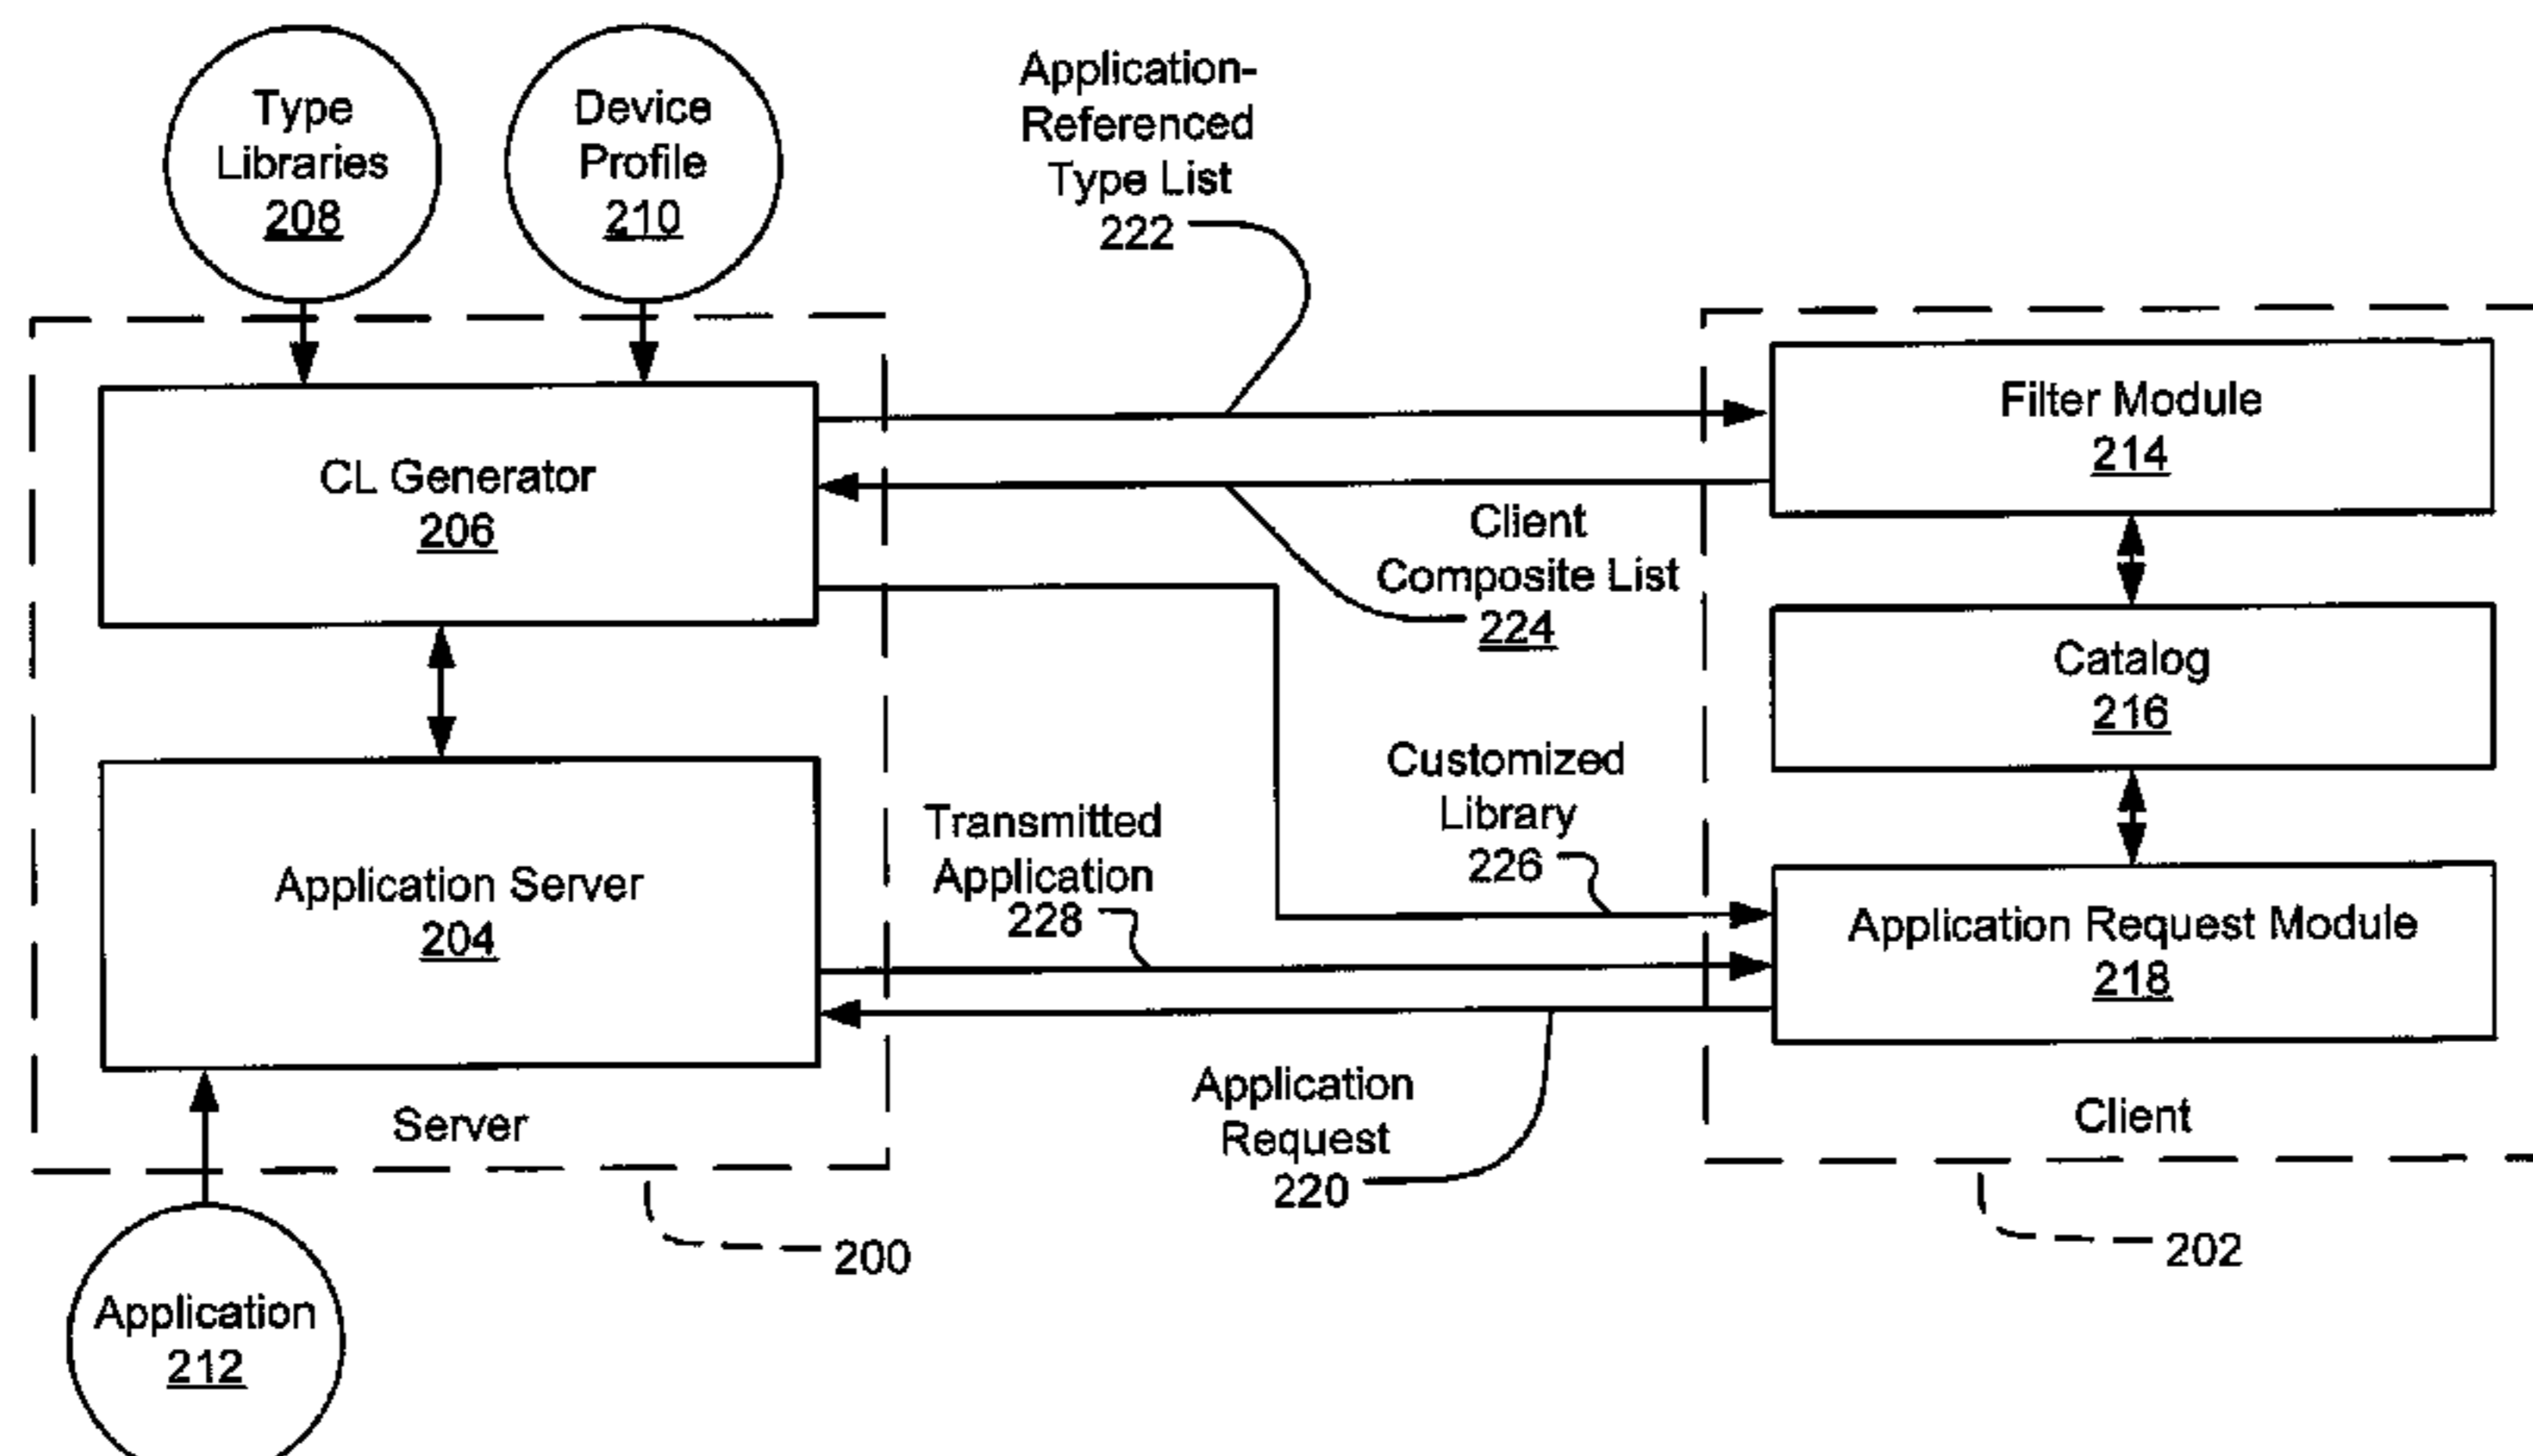 Type
Libraries
208
Device
Profile
210
Application-
Referenced
Type List
222
CL Generator
206
Filter Module
214
Client
Composite List
224
Catalog
216
Customized
Library
226
Transmitted
Application
228
Application Server
204
Application Request Module
218
Application
Request
220
Server
Client
200
202
Application
212